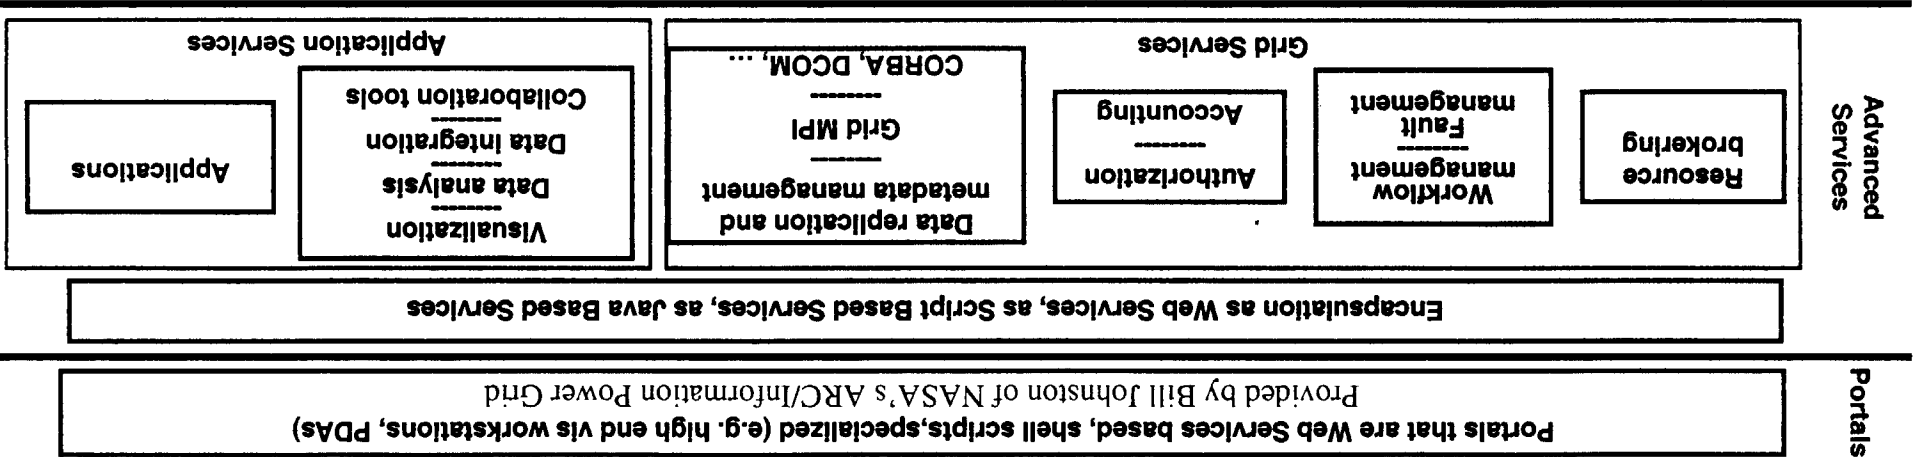 Portals
Portals that are Web Services based, shell scripts,specialized (e.g. high end vis workstations, PDAs)
Provided by Bill Johnston of NASA's ARC/Information Power Grid
Encapsulation as Web Services, as Script Based Services, as Java Based Services
Advanced
Services
Resource
brokering
Workflow
management
--------
Fault
management
Authorization
--------
Accounting
Data replication and
metadata management
--------
Grid MPI
--------
CORBA, DCOM, ...
Grid Services
Visualization
--------
Data analysis
--------
Data integration
--------
Collaboration tools
Applications
Application Services